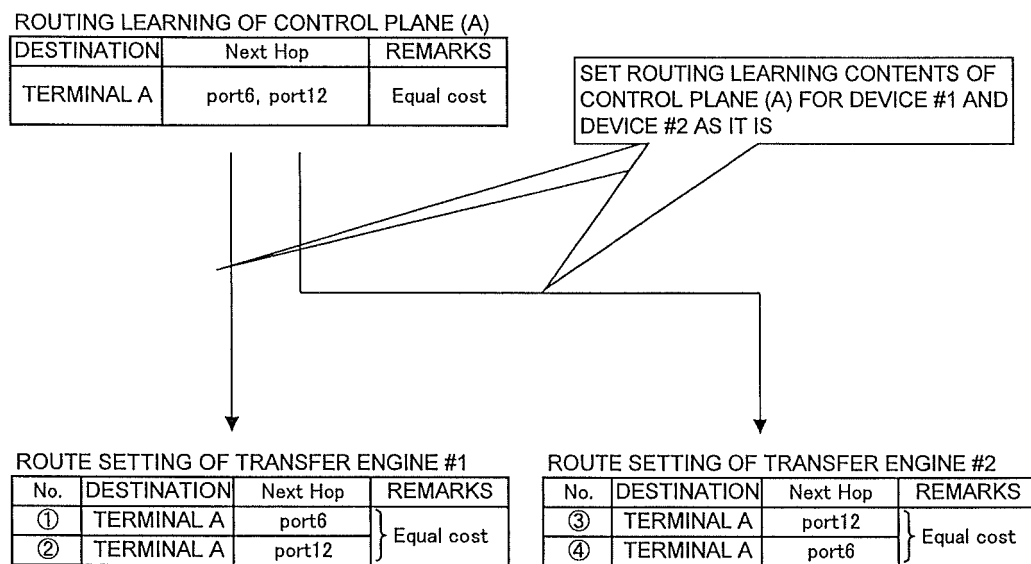 ROUTING LEARNING OF CONTROL PLANE (A)
DESTINATION Next Hop REMARKS
TERMINAL A port6, port12 Equal cost
SET ROUTING LEARNING CONTENTS OF
CONTROL PLANE (A) FOR DEVICE #1 AND
DEVICE #2 AS IT IS
ROUTE SETTING OF TRANSFER ENGINE #1
No. DESTINATION Next Hop REMARKS
① TERMINAL A port6 Equal cost
② TERMINAL A port12
ROUTE SETTING OF TRANSFER ENGINE #2
No. DESTINATION Next Hop REMARKS
③ TERMINAL A port12 Equal cost
④ TERMINAL A port6